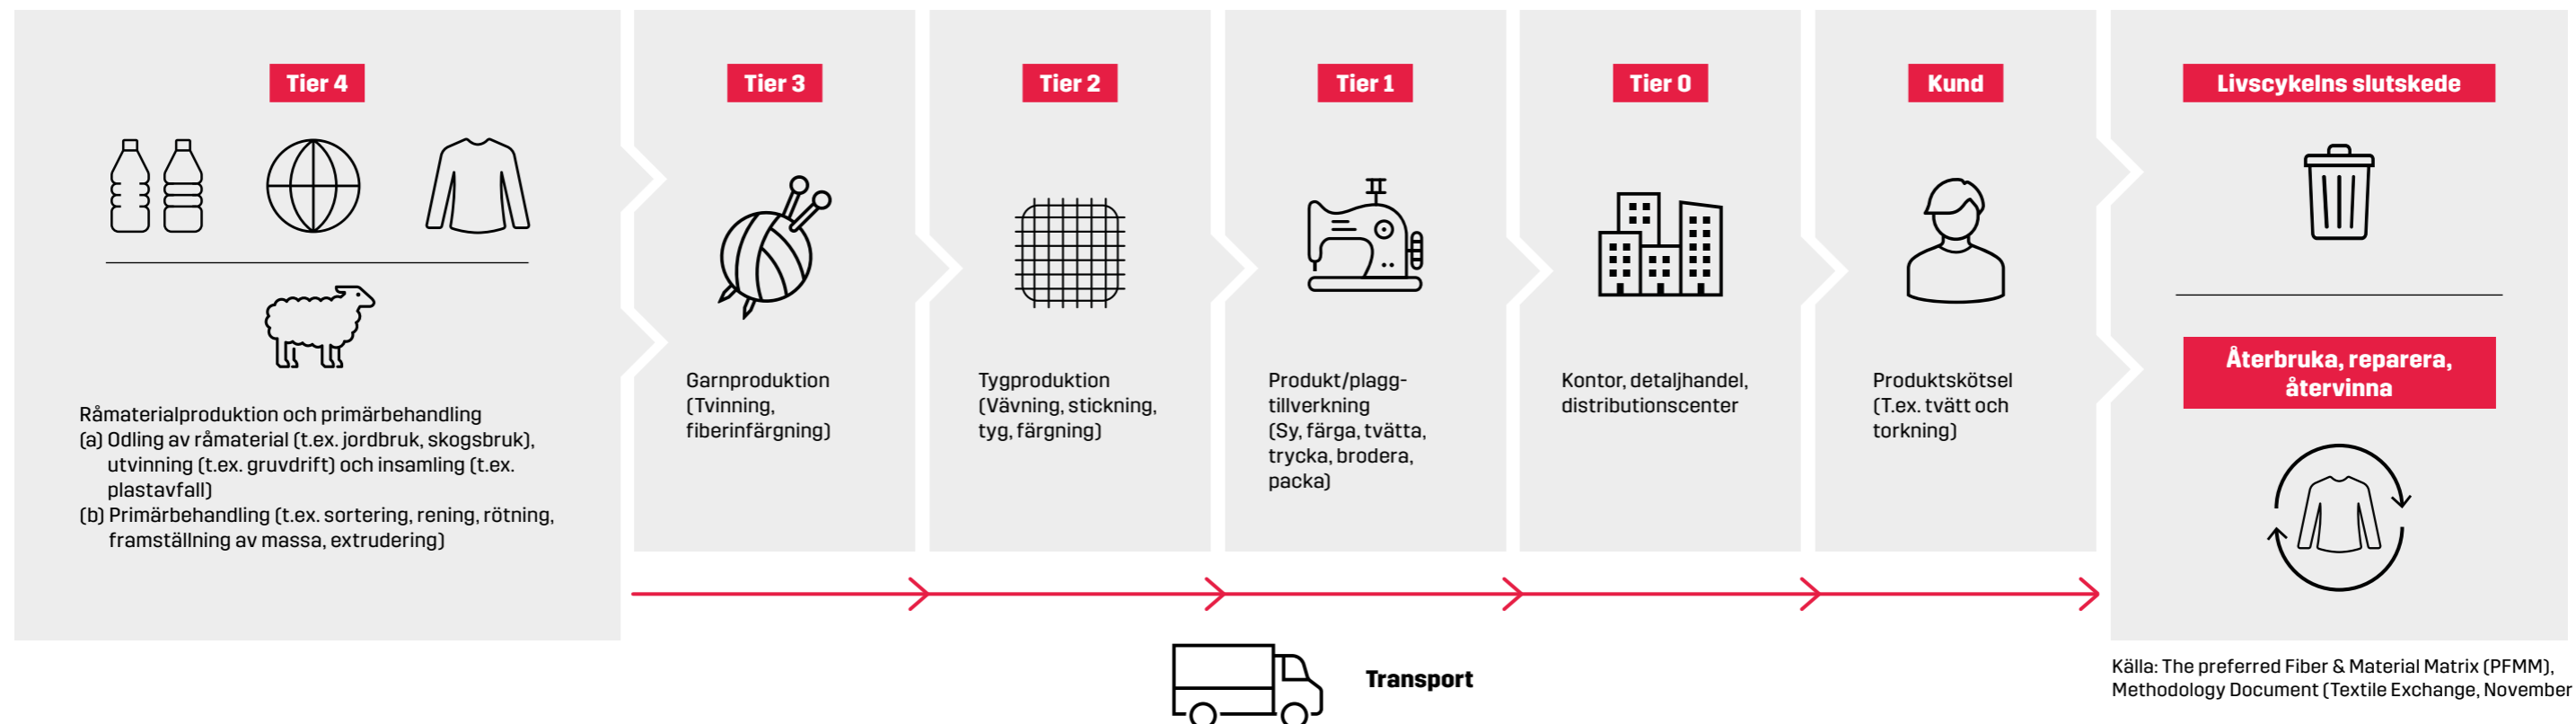 Tier 4
Råmaterialproduktion och primärbehandling
(a) Odling av råmaterial (t.ex. jordbruk, skogsbruk),
utvinning (t.ex. gruvdrift) och insamling (t.ex.
plastavfall)
(b) Primärbehandling (t.ex. sortering, rening, rötning,
framställning av massa, extrudering)
Tier 3
Garnproduktion
(Tvinning,
fiberinfärgning)
Tier 2
Tygproduktion
(Vävning, stickning,
tyg, färgning)
Tier 1
Produkt/plagg-
tillverkning
(Sy, färga, tvätta,
trycka, brodera,
packa)
Tier 0
Kontor, detaljhandel,
distributionscenter
Kund
Produktskötsel
(T.ex. tvätt och
torkning)
Livscykelns slutskede
Återbruka, reparera,
återvinna
Transport
Källa: The preferred Fiber & Material Matrix (PFMM),
Methodology Document (Textile Exchange, November